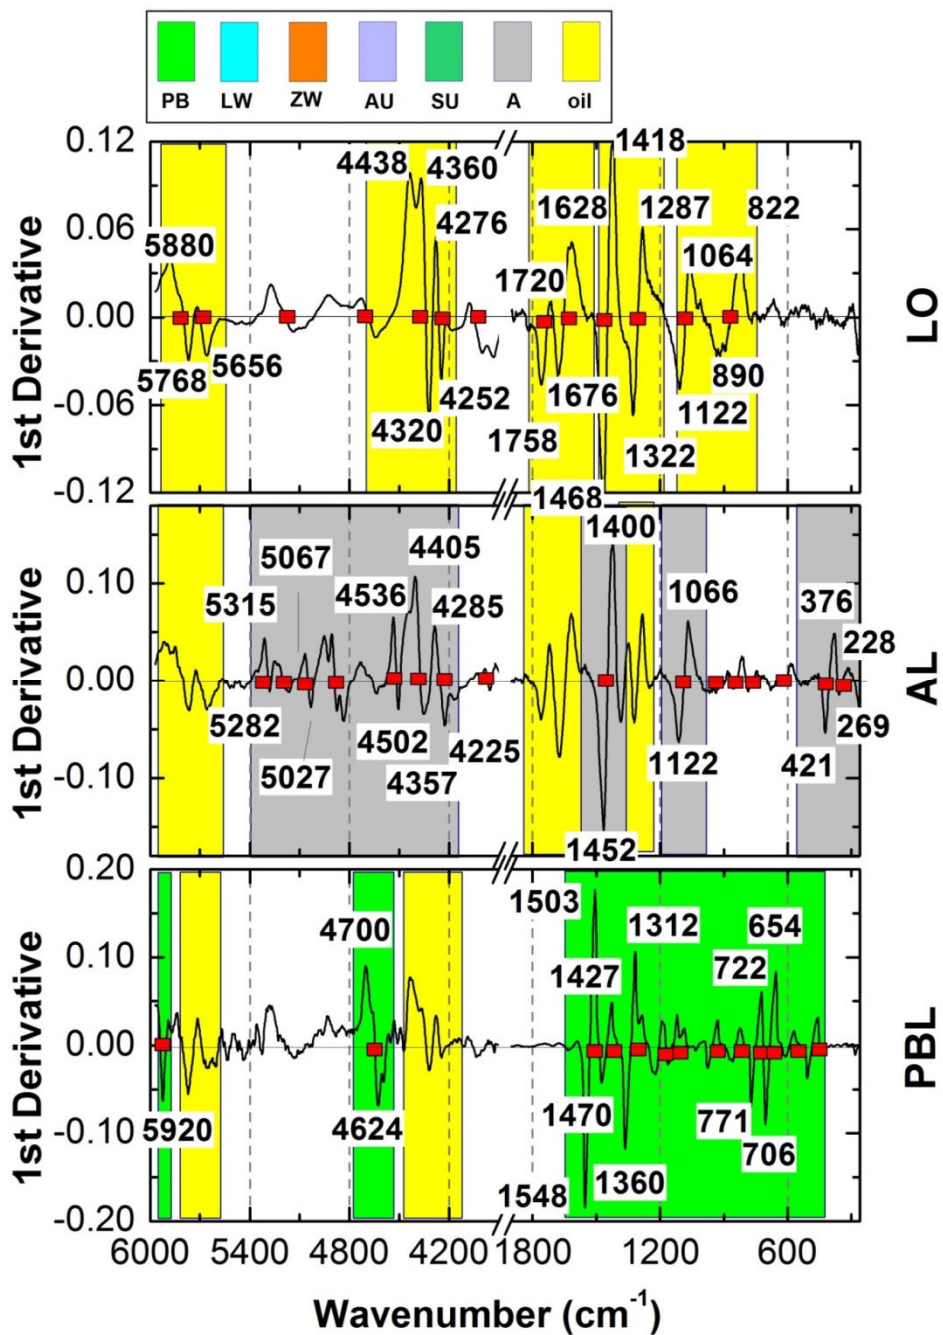 PB LW ZW AU SU A oil
1418
4438 4360
0.12
1628 1287 822
4276
0.06
5880
1720 1064
0.00
5656
5768 1676 890
4252 1122
-0.06
4320 1758 1322
-0.12
1st Derivative
LO
1468
1400
4405
5067
0.10
4536 1066 376
5315 4285
228
0.00
5282 269
4502 1122 421
5027 4225
4357
-0.10
1452
1st Derivative
AL
0.20
1503
4700 1312 654
0.10
1427 722
0.00
5920 4624 1470 771
-0.10
706
1548 1360
-0.20
1st Derivative
PBL
6000 5400 4800 4200 1800 1200 600
Wavenumber (cm-1)